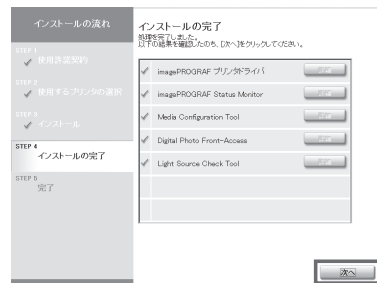 インストールの流れ
STEP 1
使用許諾契約
STEP 2
使用するプリンタの選択
STEP 3
インストール
STEP 4
インストールの完了
STEP 5
完了
インストールの完了
処理を完了しました。
以下の結果を確認したのち、[次へ]をクリックしてください。
imagePROGRAF プリンタドライバ
imagePROGRAF Status Monitor
Media Configuration Tool
Digital Photo Front-Access
Light Source Check Tool
次へ